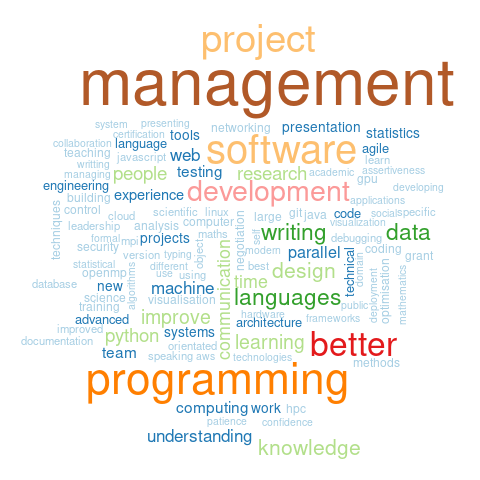 project
management
system presenting
certification networking presentation statistics
collaboration language tools software agile
teaching javascript web learn
writting people testing research academic assertiveness
managing gpu
engineering experience development developing
building applications
control cloud scientific linux large git java code social specific
techniques leadership analysis computer negotiation writing visualization data
formal mpi projects maths self debugging
security version typing object communication modern parallel technical coding grant
statistical different best design domain
openmp using time
database new machine languages public deployment optimisation mathematics
science algorithms visualisation
training hardware
advanced improve architecture frameworks
improved systems
documentation python orientated learning better
team speaking aws technologies methods
programming
computing work hpc
patience confidence
understanding knowledge
use